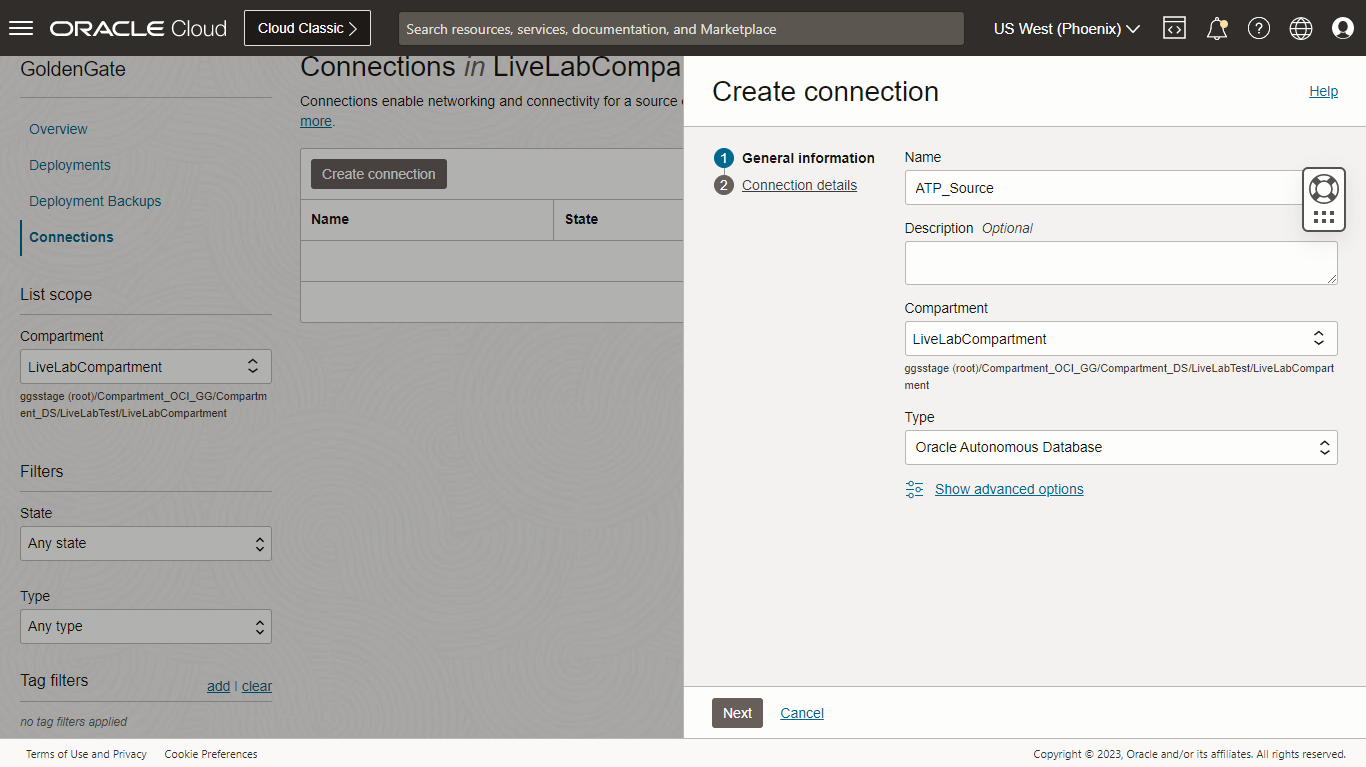 ORACLE Cloud
Cloud Classic
Search resources, services, documentation, and Marketplace
US West (Phoenix)
GoldenGate
Overview
Deployments
Deployment Backups
Connections
List scope
Compartment
LiveLabCompartment
ggsstage (root)/Compartment_OCI_GG/Compartm
ent_DS/LiveLabTest/LiveLabCompartment
Filters
State
Any state
Type
Any type
Tag filters
add | clear
no tag filters applied
Connections in LiveLabCompa
Connections enable networking and connectivity for a source
more.
Create connection
Name
State
Create connection
Help
1 General information
2 Connection details
Name
ATP_Source
Description Optional
Compartment
LiveLabCompartment
ggsstage (root)/Compartment_OCI_GG/Compartment_DS/LiveLabTest/LiveLabCompart
ment
Type
Oracle Autonomous Database
Show advanced options
Next
Cancel
Terms of Use and Privacy
Cookie Preferences
Copyright © 2023, Oracle and/or its affiliates. All rights reserved.